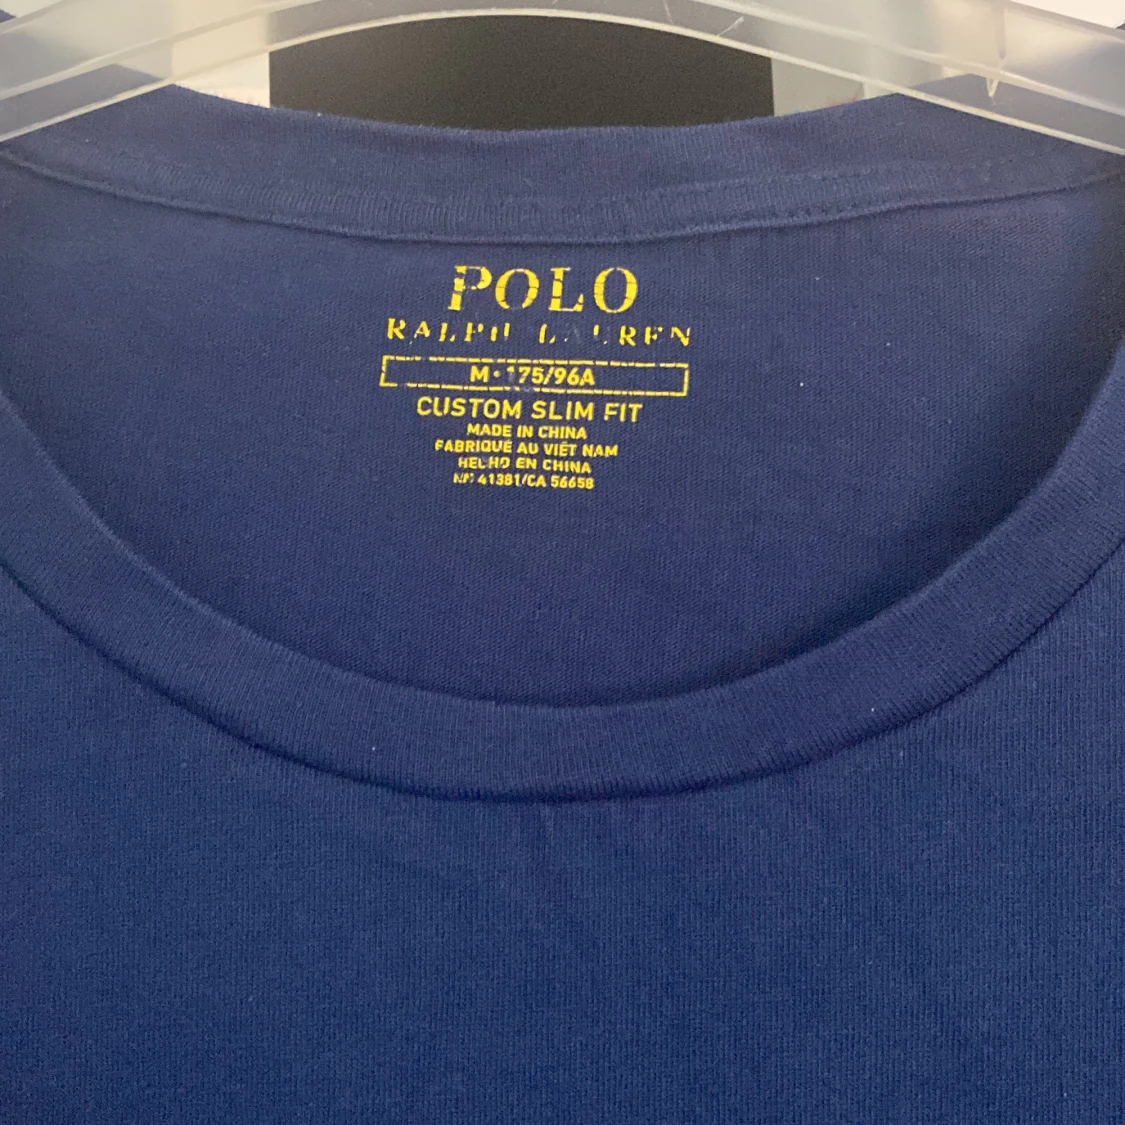 POLO
RALPH LAUREN
M • 175/96A
CUSTOM SLIM FIT
MADE IN CHINA
FABRIQUÉ AU VIÊT NAM
HECHO EN CHINA
41381/CA 56658